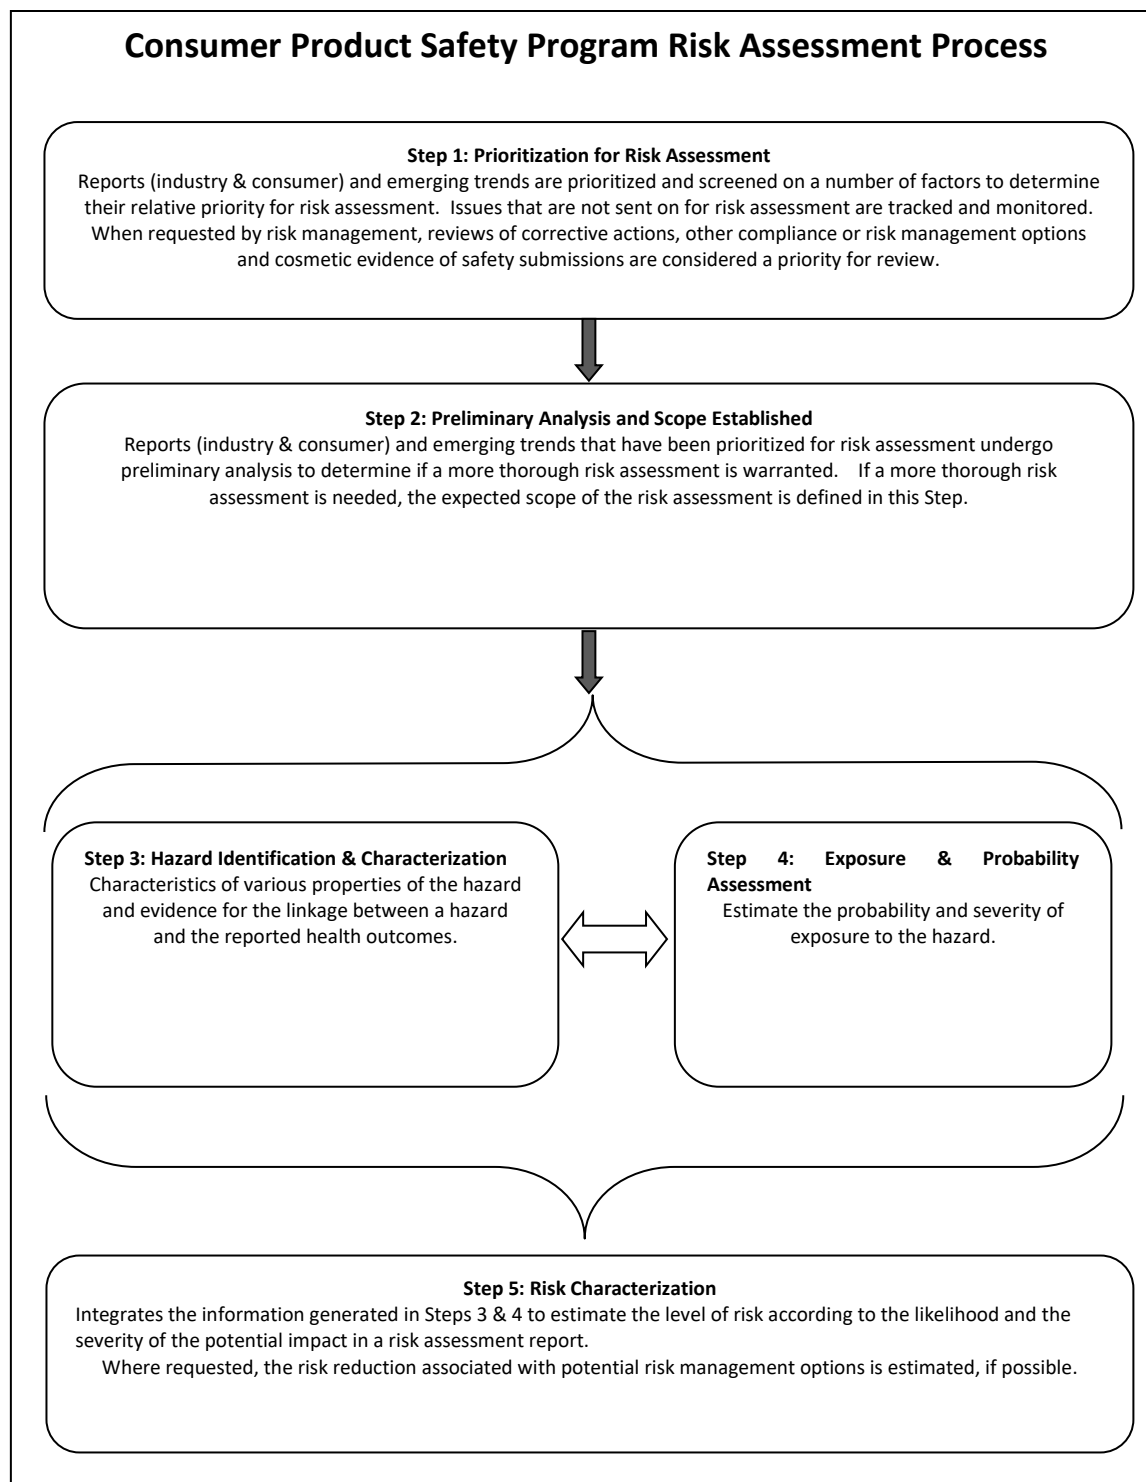 Consumer Product Safety Program Risk Assessment Process
Step 1: Prioritization for Risk Assessment
Reports (industry & consumer) and emerging trends are prioritized and screened on a number of factors to determine
their relative priority for risk assessment.  Issues that are not sent on for risk assessment are tracked and monitored.
When requested by risk management, reviews of corrective actions, other compliance or risk management options
and cosmetic evidence of safety submissions are considered a priority for review.
Step 2: Preliminary Analysis and Scope Established
Reports (industry & consumer) and emerging trends that have been prioritized for risk assessment undergo
preliminary analysis to determine if a more thorough risk assessment is warranted.    If a more thorough risk
assessment is needed, the expected scope of the risk assessment is defined in this Step.
Step 3: Hazard Identification & Characterization
Characteristics of various properties of the hazard
and evidence for the linkage between a hazard
and the reported health outcomes.
Step 4: Exposure & Probability
Assessment
Estimate the probability and severity of
exposure to the hazard.
Step 5: Risk Characterization
Integrates the information generated in Steps 3 & 4 to estimate the level of risk according to the likelihood and the
severity of the potential impact in a risk assessment report.
Where requested, the risk reduction associated with potential risk management options is estimated, if possible.